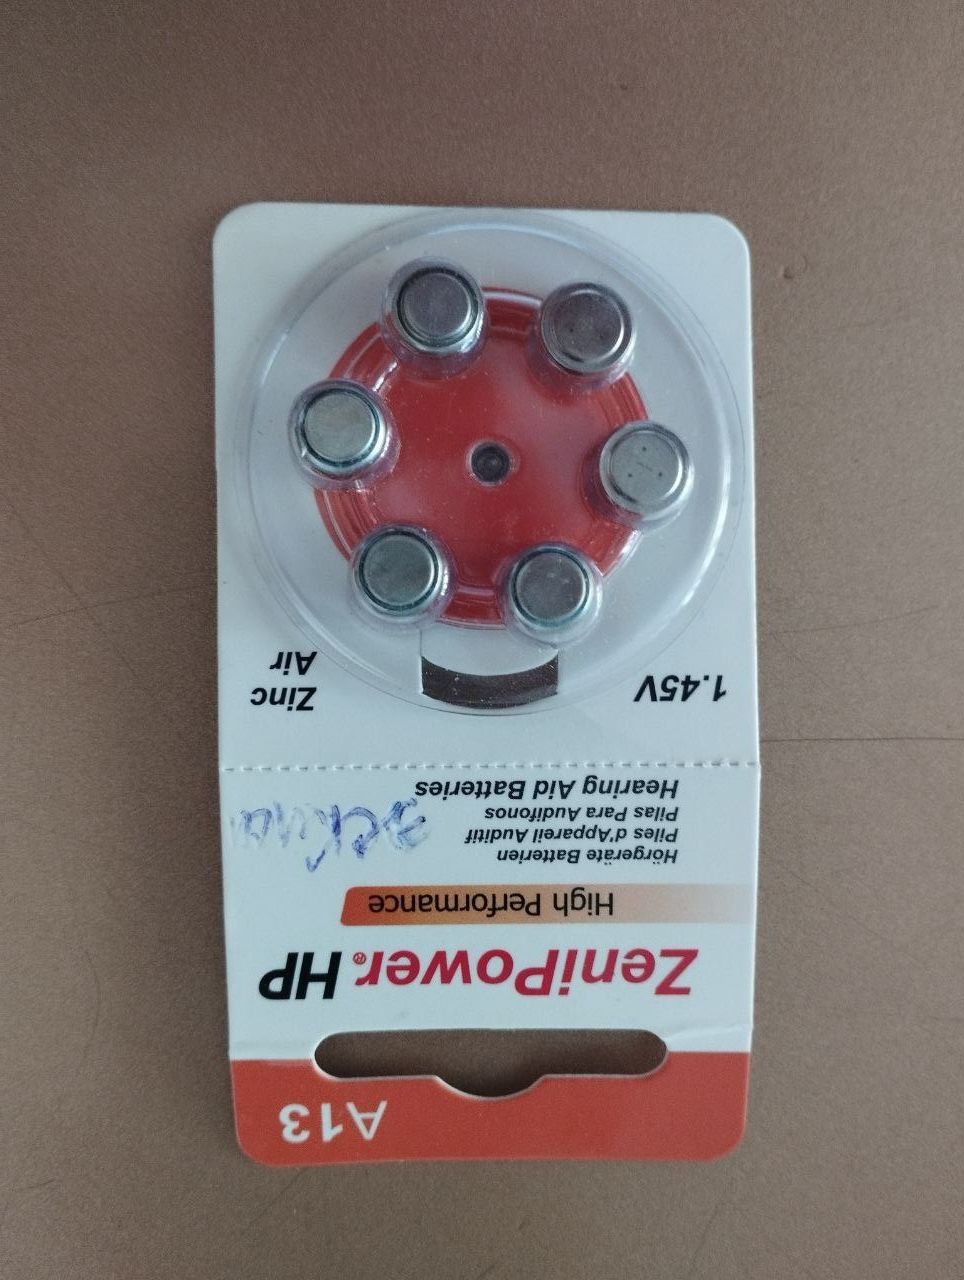 A13
ZeniPower® HP
High Performance
Hörgeräte Batterien
Piles d'Appareil Auditif
Pilas Para Audífonos
Hearing Aid Batteries
1.45V
Zinc
Air